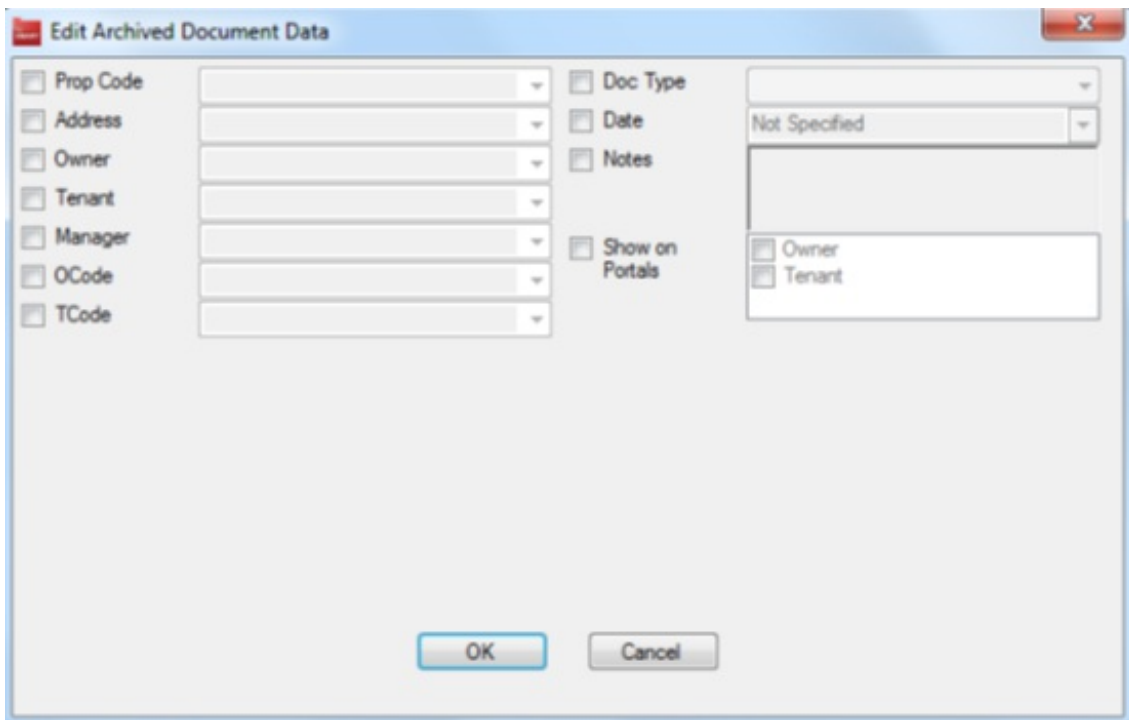 Edit Archived Document Data
Prop Code
Address
Owner
Tenant
Manager
OCode
TCode
Doc Type
Date
Not Specified
Notes
Show on
Portals
Owner
Tenant
OK
Cancel